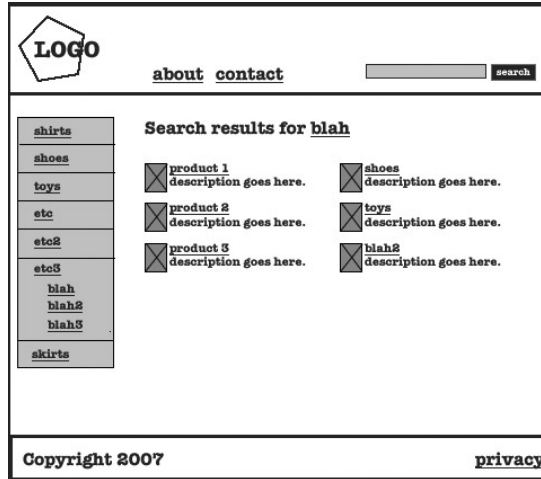 LOGO
about contact
search
shirts
shoes
toys
etc
etc2
etc3
blah
blah2
blah3
skirts
Search results for blah
product 1
description goes here.
product 2
description goes here.
product 3
description goes here.
shoes
description goes here.
toys
description goes here.
blah2
description goes here.
Copyright 2007
privacy